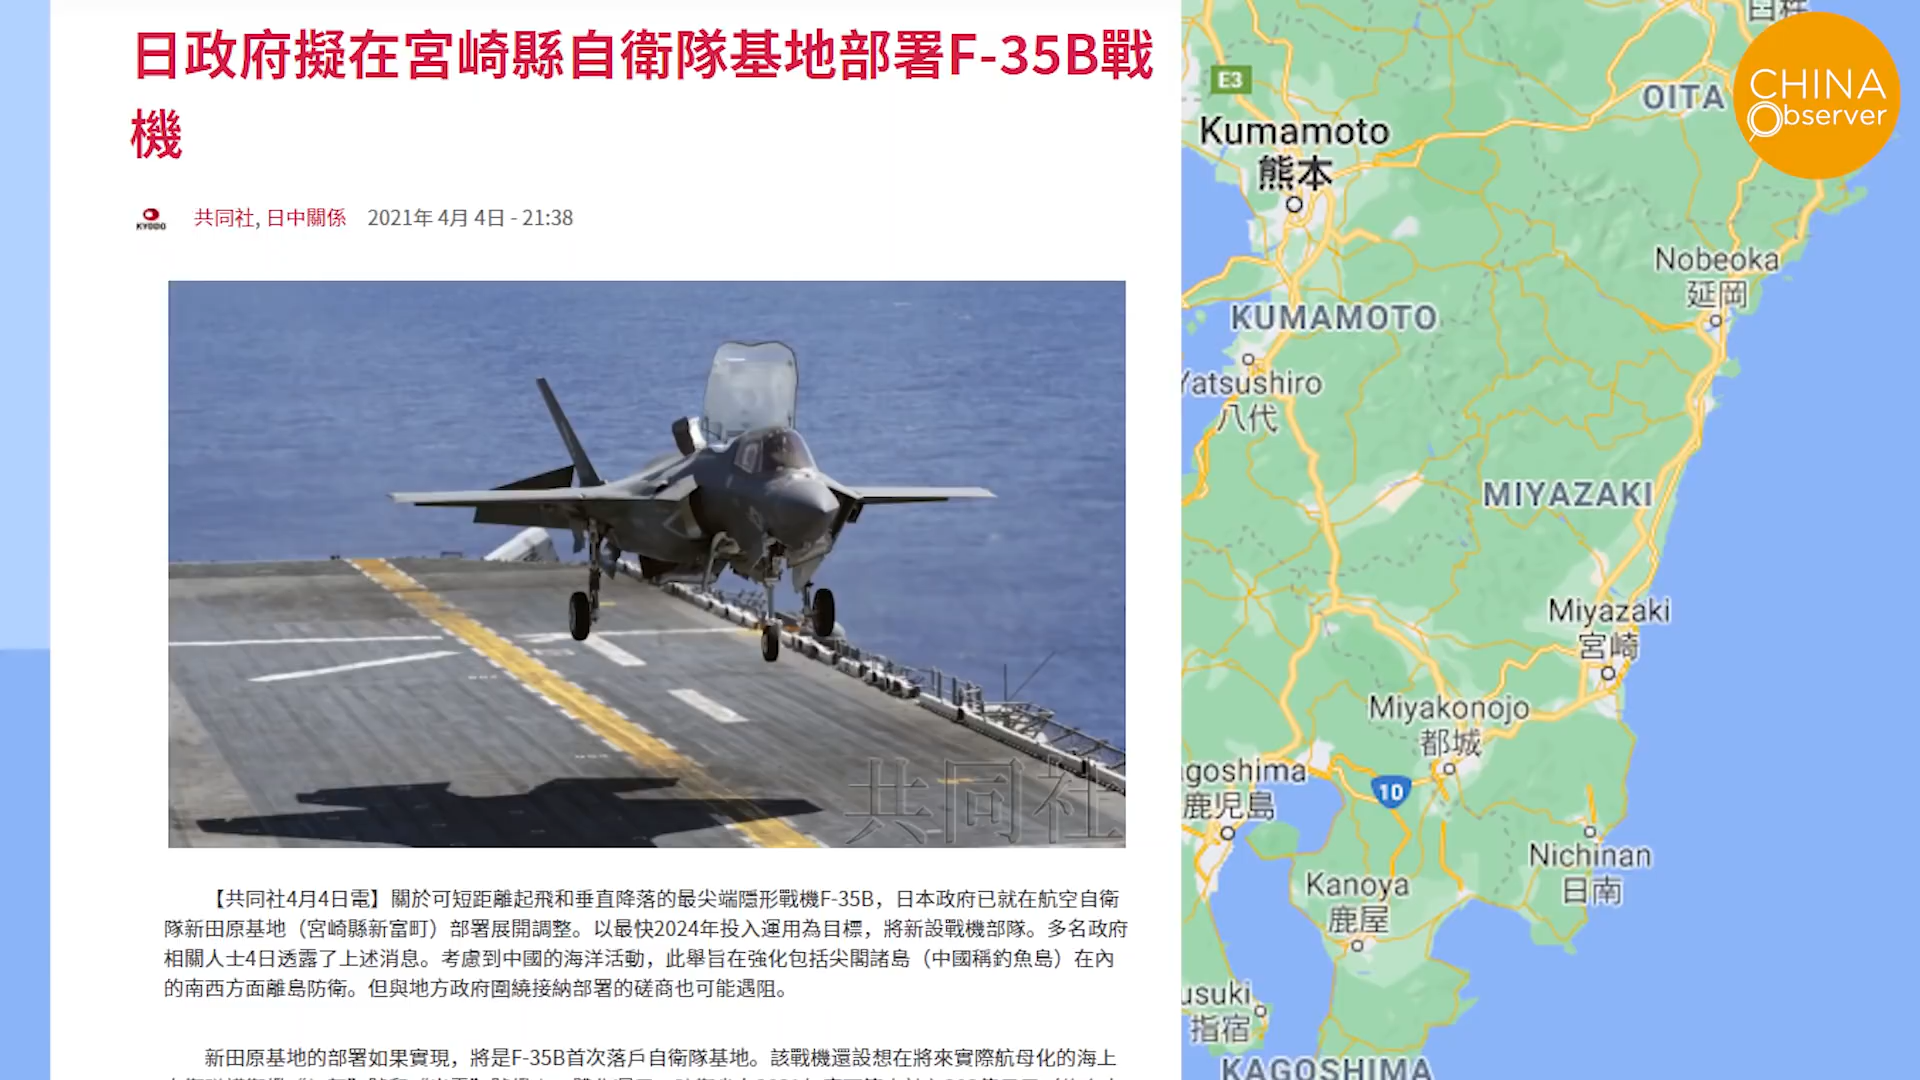 日政府擬在宮崎縣自衛隊基地部署F-35B戰
機
KYODO
共同社, 日中關係 2021年 4月 4日 - 21:38
共同社
【共同社4月4日電】關於可短距離起飛和垂直降落的最尖端隱形戰機F-35B，日本政府已就在航空自衛
隊新田原基地（宮崎縣新富町）部署展開調整。以最快2024年投入運用為目標，將新設戰機部隊。多名政府
相關人士4日透露了上述消息。考慮到中國的海洋活動，此舉旨在強化包括尖閣諸島（中國稱釣魚島）在內
的南西方面離島防衛。但與地方政府圍繞接納部署的磋商也可能遇阻。
新田原基地的部署如果實現，將是F-35B首次落戶自衛隊基地。該戰機還設想在將來實際航母化的海上
CHINA
Observer
E3
OITA
Kumamoto
熊本
Nobeoka
延岡
KUMAMOTO
Yatsushiro
八代
MIYAZAKI
Miyazaki
宮崎
Miyakonojo
都城
goshima
鹿児島
10
Nichinan
日南
Kanoya
鹿屋
usuki
指宿
KAGOSHIMA